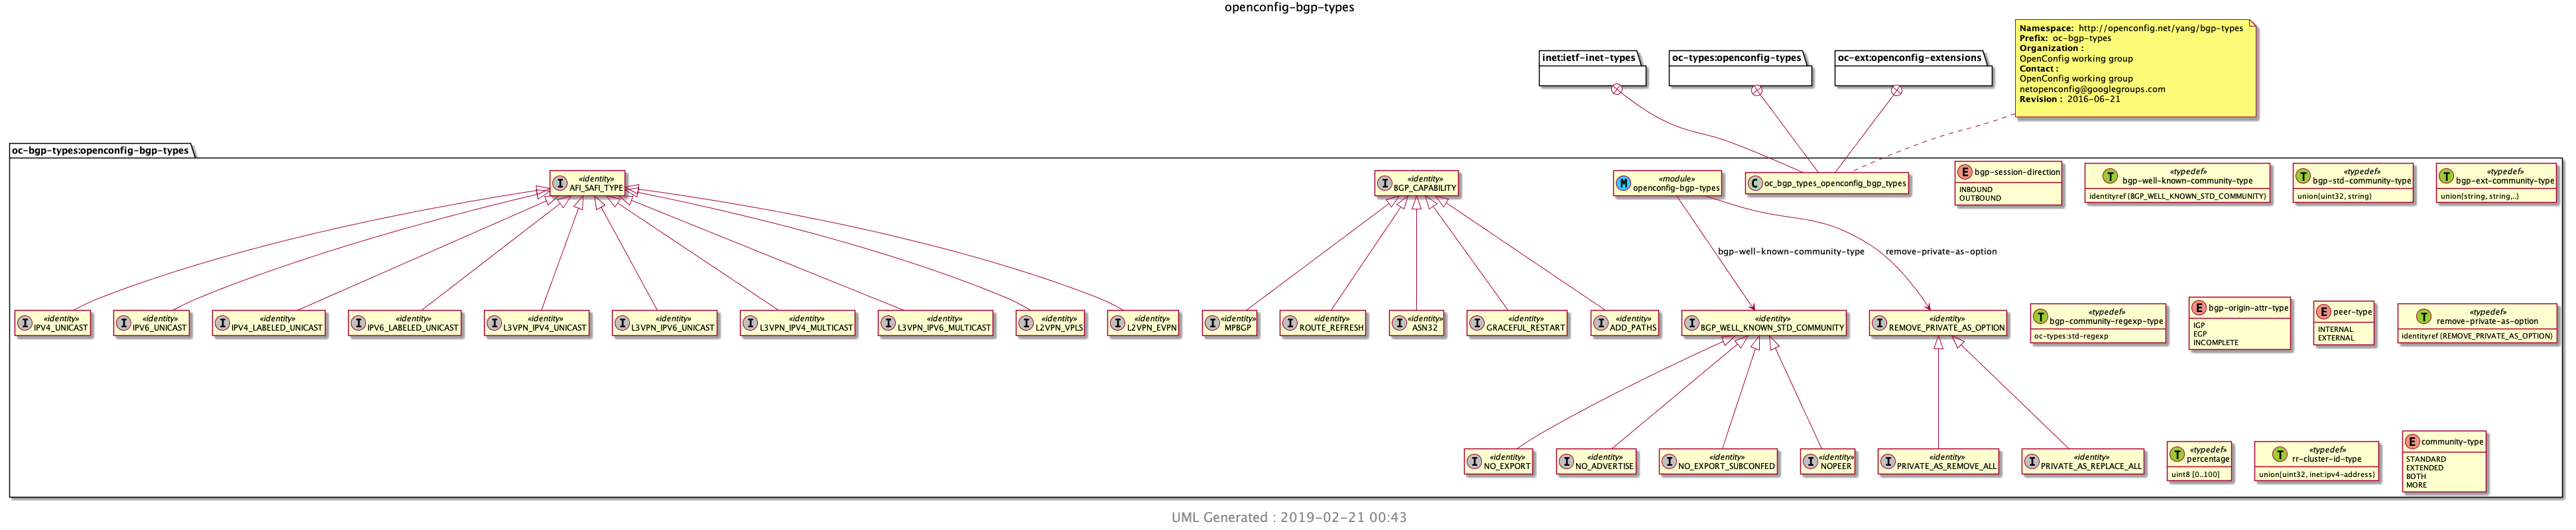 openconfig-bgp-types
Namespace: http://openconfig.net/yang/bgp-types
Prefix: oc-bgp-types
Organization :
OpenConfig working group
Contact :
OpenConfig working group
netopenconfig@googlegroups.com
Revision : 2016-06-21
inet:ietf-inet-types
oc-types:openconfig-types
oc-ext:openconfig-extensions
oc-bgp-types:openconfig-bgp-types
I
«identity»
AFI_SAFI_TYPE
I
«identity»
BGP_CAPABILITY
M
«module»
openconfig-bgp-types
C
oc_bgp_types_openconfig_bgp_types
E
bgp-session-direction
INBOUND
OUTBOUND
T
«typedef»
bgp-well-known-community-type
identityref {BGP_WELL_KNOWN_STD_COMMUNITY}
T
«typedef»
bgp-std-community-type
union{uint32, string}
T
«typedef»
bgp-ext-community-type
union{string, string,..}
bgp-well-known-community-type
remove-private-as-option
I
«identity»
IPV4_UNICAST
I
«identity»
IPV6_UNICAST
I
«identity»
IPV4_LABELED_UNICAST
I
«identity»
IPV6_LABELED_UNICAST
I
«identity»
L3VPN_IPV4_UNICAST
I
«identity»
L3VPN_IPV6_UNICAST
I
«identity»
L3VPN_IPV4_MULTICAST
I
«identity»
L3VPN_IPV6_MULTICAST
I
«identity»
L2VPN_VPLS
I
«identity»
L2VPN_EVPN
I
«identity»
MPBGP
I
«identity»
ROUTE_REFRESH
I
«identity»
ASN32
I
«identity»
GRACEFUL_RESTART
I
«identity»
ADD_PATHS
I
«identity»
BGP_WELL_KNOWN_STD_COMMUNITY
I
«identity»
REMOVE_PRIVATE_AS_OPTION
T
«typedef»
bgp-community-regexp-type
oc-types:std-regexp
E
bgp-origin-attr-type
IGP
EGP
INCOMPLETE
E
peer-type
INTERNAL
EXTERNAL
T
«typedef»
remove-private-as-option
identityref {REMOVE_PRIVATE_AS_OPTION}
I
«identity»
NO_EXPORT
I
«identity»
NO_ADVERTISE
I
«identity»
NO_EXPORT_SUBCONFED
I
«identity»
NOPEER
I
«identity»
PRIVATE_AS_REMOVE_ALL
I
«identity»
PRIVATE_AS_REPLACE_ALL
T
«typedef»
percentage
uint8 [0..100]
T
«typedef»
rr-cluster-id-type
union{uint32, inet:ipv4-address}
E
community-type
STANDARD
EXTENDED
BOTH
MORE
UML Generated : 2019-02-21 00:43